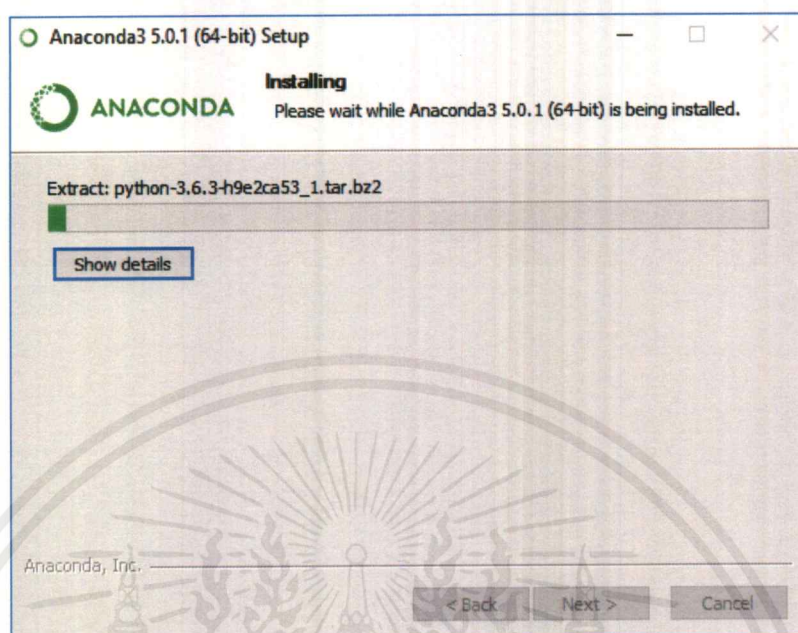 Anaconda3 5.0.1 (64-bit) Setup
ANACONDA
Installing
Please wait while Anaconda3 5.0.1 (64-bit) is being installed.
Extract: python-3.6.3-h9e2ca53_1.tar.bz2
Show details
Anaconda, Inc.
< Back
Next >
Cancel